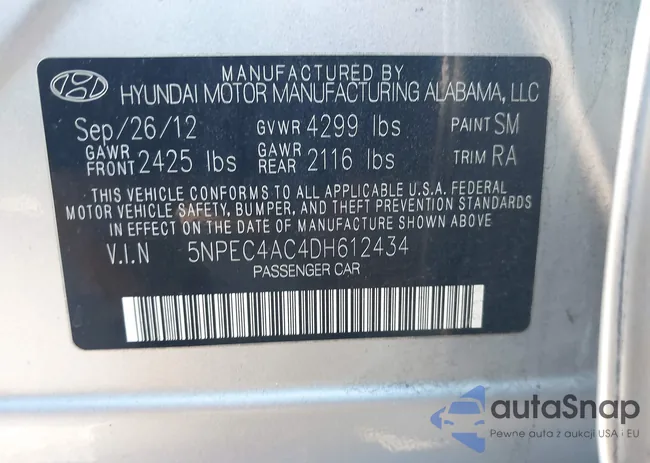 MANUFACTURED BY
HYUNDAI MOTOR MANUFACTURING ALABAMA, LLC
Sep/26/12 GVWR 4299 lbs PAINT SM
GAWR FRONT 2425 lbs GAWR REAR 2116 lbs TRIM RA
THIS VEHICLE CONFORMS TO ALL APPLICABLE U.S.A. FEDERAL
MOTOR VEHICLE SAFETY, BUMPER, AND THEFT PREVENTION STANDARDS
IN EFFECT ON THE DATE OF MANUFACTURE SHOWN ABOVE
V.I.N 5NPEC4AC4DH612434
PASSENGER CAR
autaSnap
Pewne auta z aukcji USA i EU